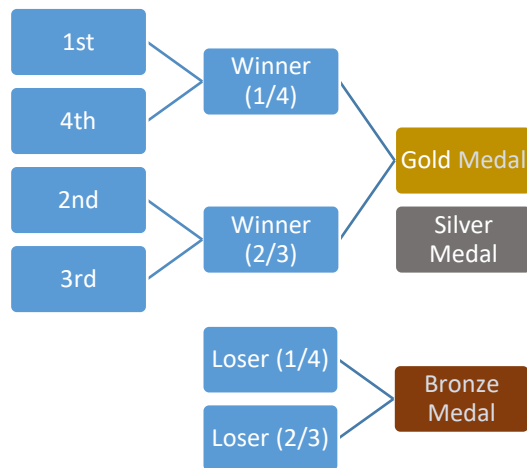 1st
4th
2nd
3rd
Winner
(1/4)
Winner
(2/3)
Gold Medal
Silver
Medal
Loser (1/4)
Loser (2/3)
Bronze
Medal